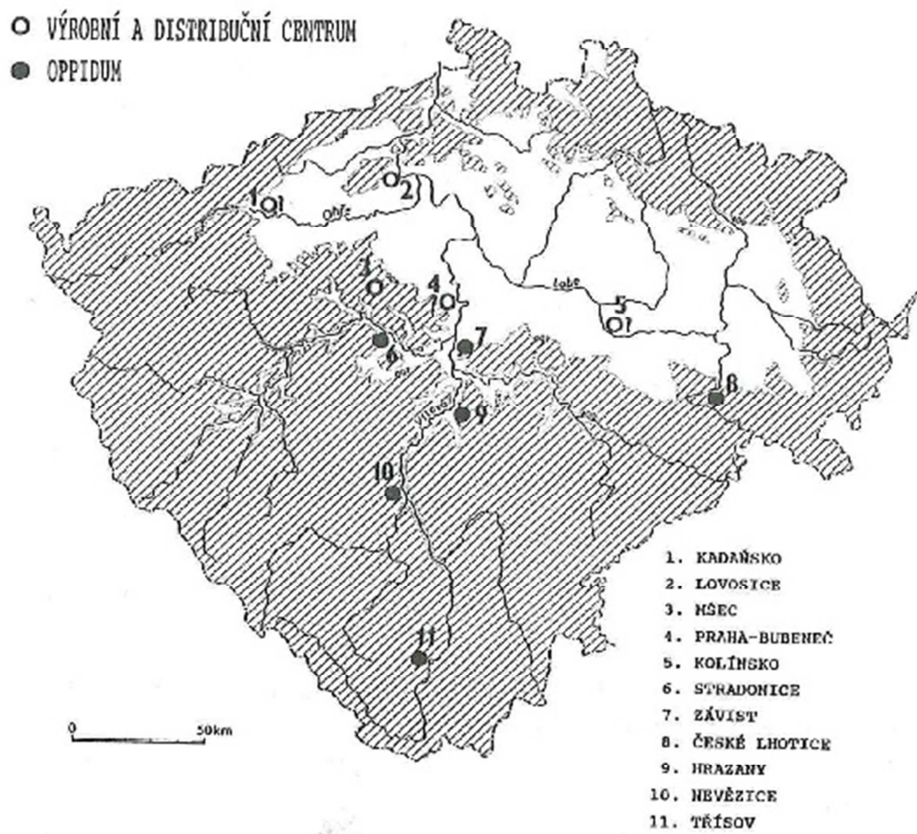 VÝROBNÍ A DISTRIBUČNÍ CENTRUM
OPPIDUM
1
?
2
Ohře
3
4
?
Labe
5
?
6
7
8
Vltava
9
10
11
0 50km
1. KADAŇSKO
2. LOVOSICE
3. MŠEC
4. PRAHA-BUBENEČ
5. KOLÍNSKO
6. STRADONICE
7. ZÁVIST
8. ČESKÉ LHOTICE
9. HRAZANY
10. NEVĚZICE
11. TŘÍSOV